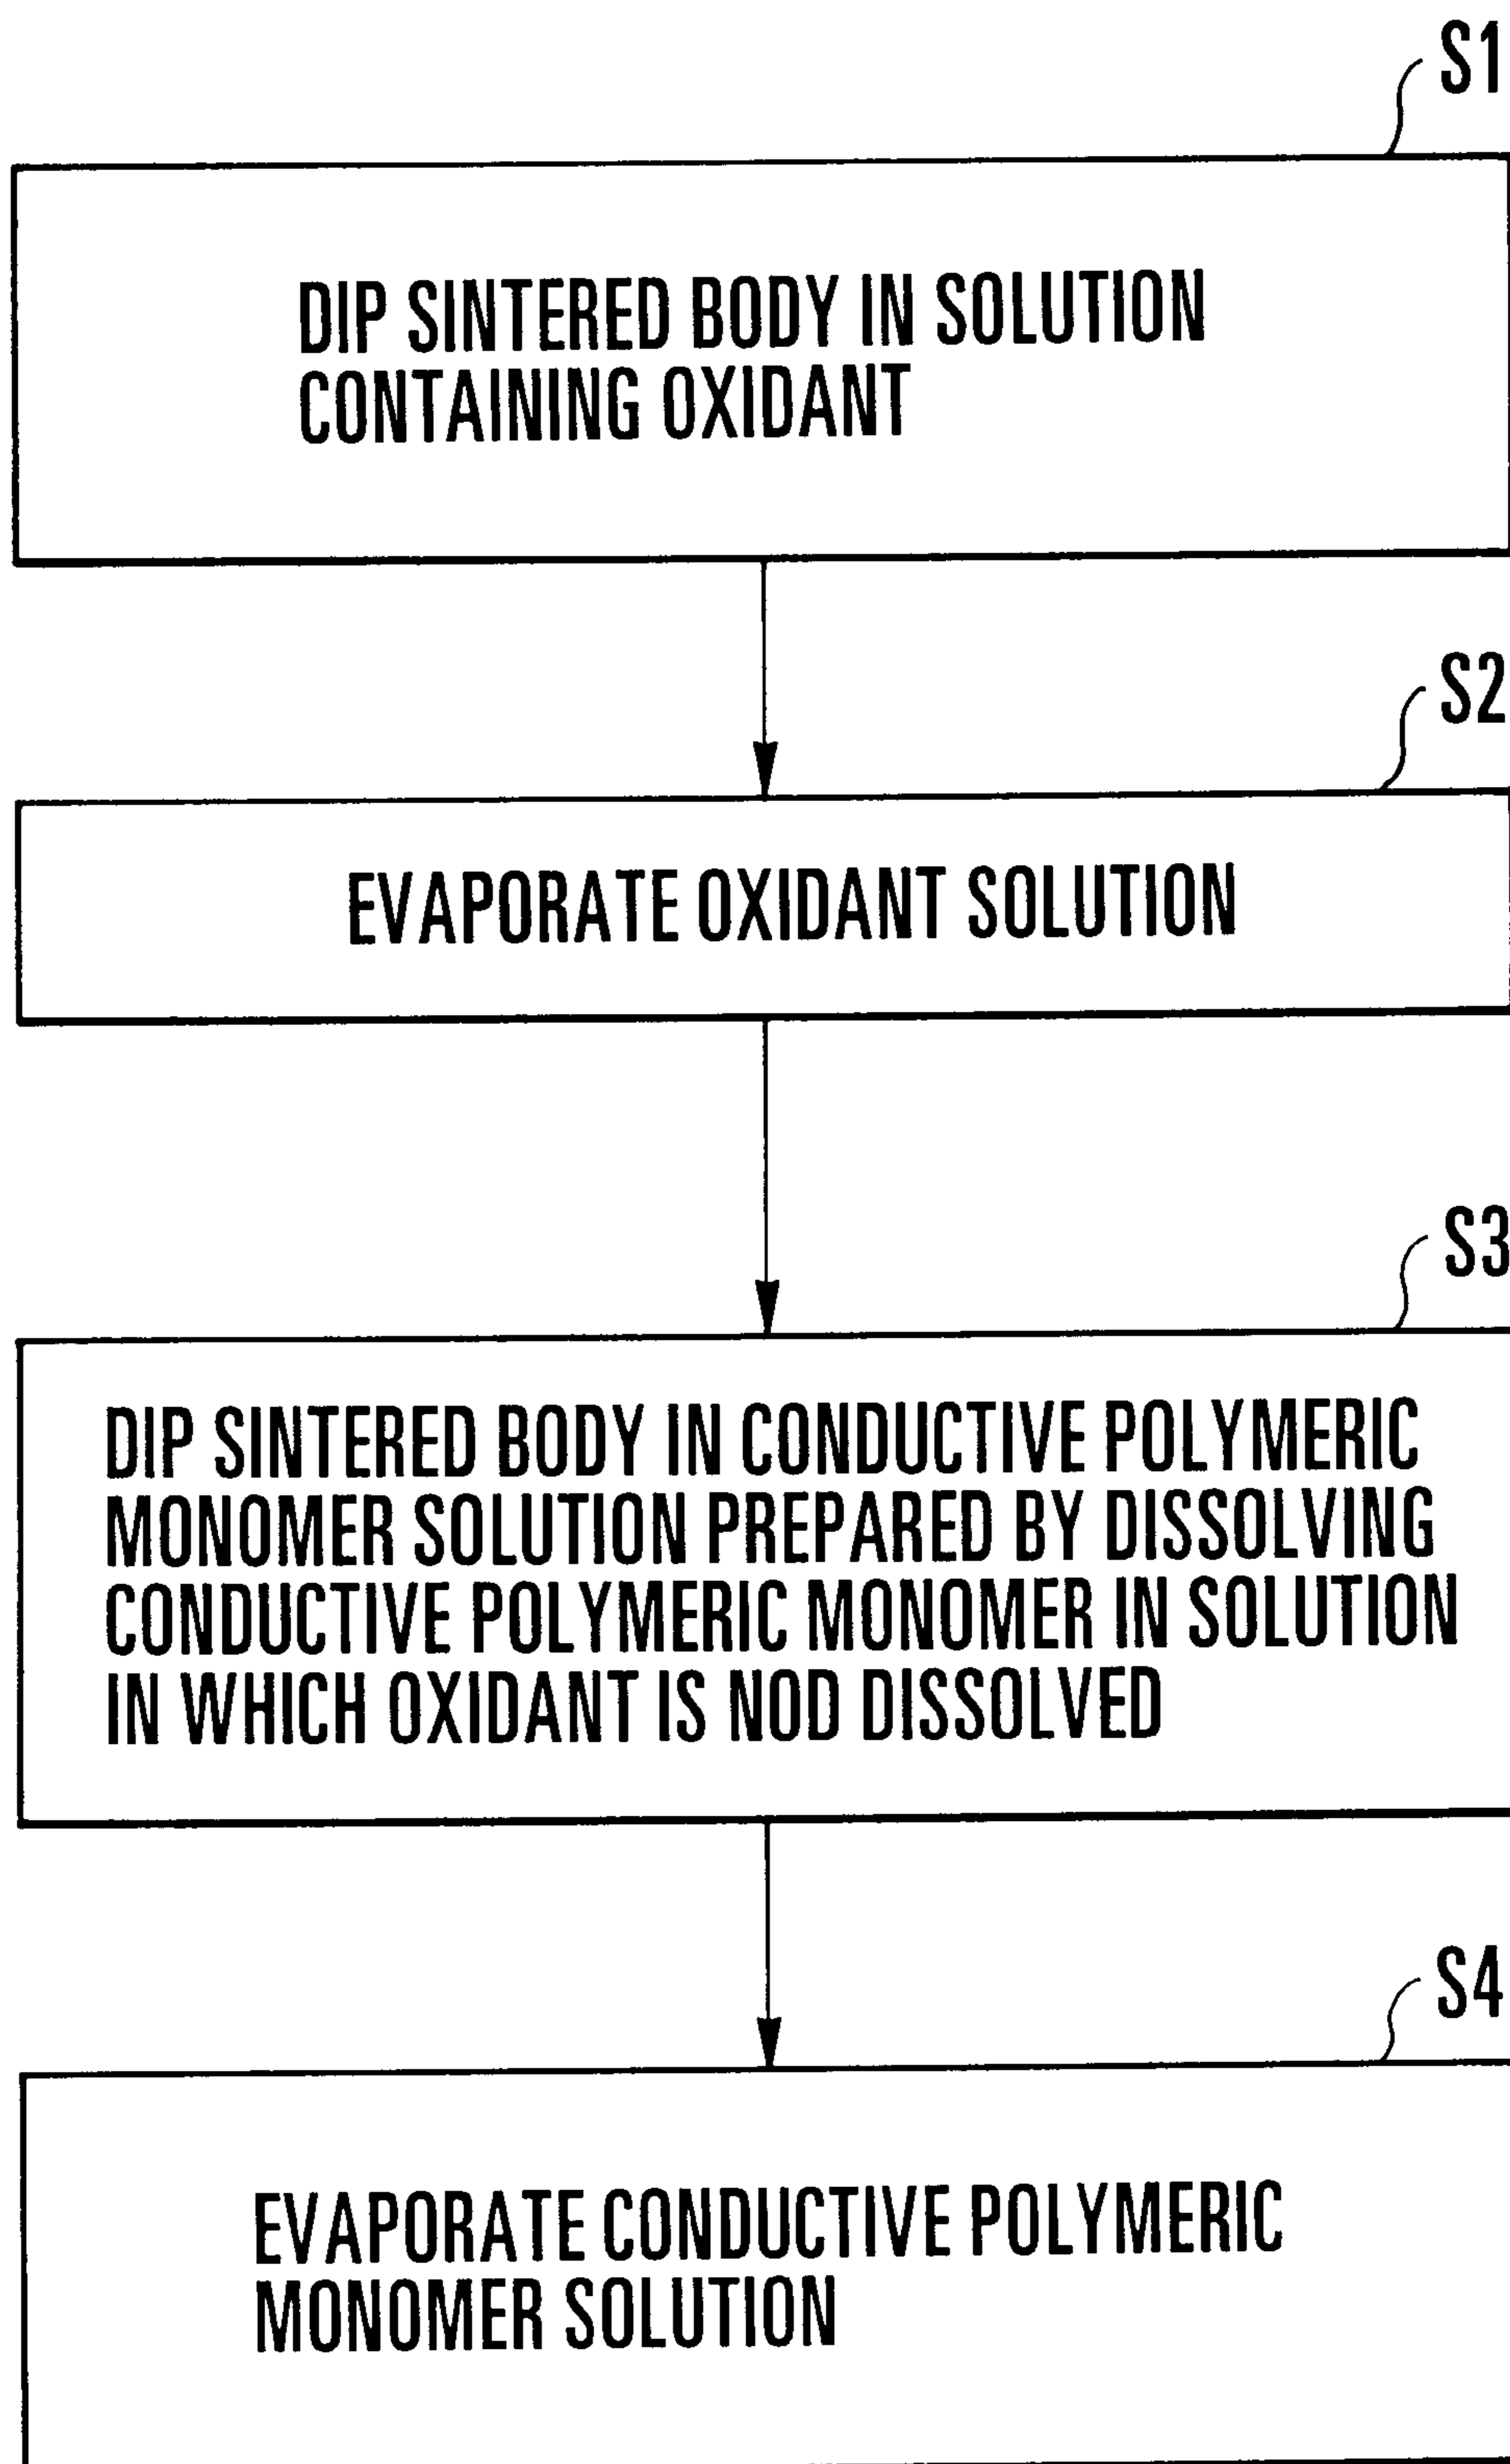 S1
DIP SINTERED BODY IN SOLUTION
CONTAINING OXIDANT
S2
EVAPORATE OXIDANT SOLUTION
S3
DIP SINTERED BODY IN CONDUCTIVE POLYMERIC
MONOMER SOLUTION PREPARED BY DISSOLVING
CONDUCTIVE POLYMERIC MONOMER IN SOLUTION
IN WHICH OXIDANT IS NOD DISSOLVED
S4
EVAPORATE CONDUCTIVE POLYMERIC
MONOMER SOLUTION